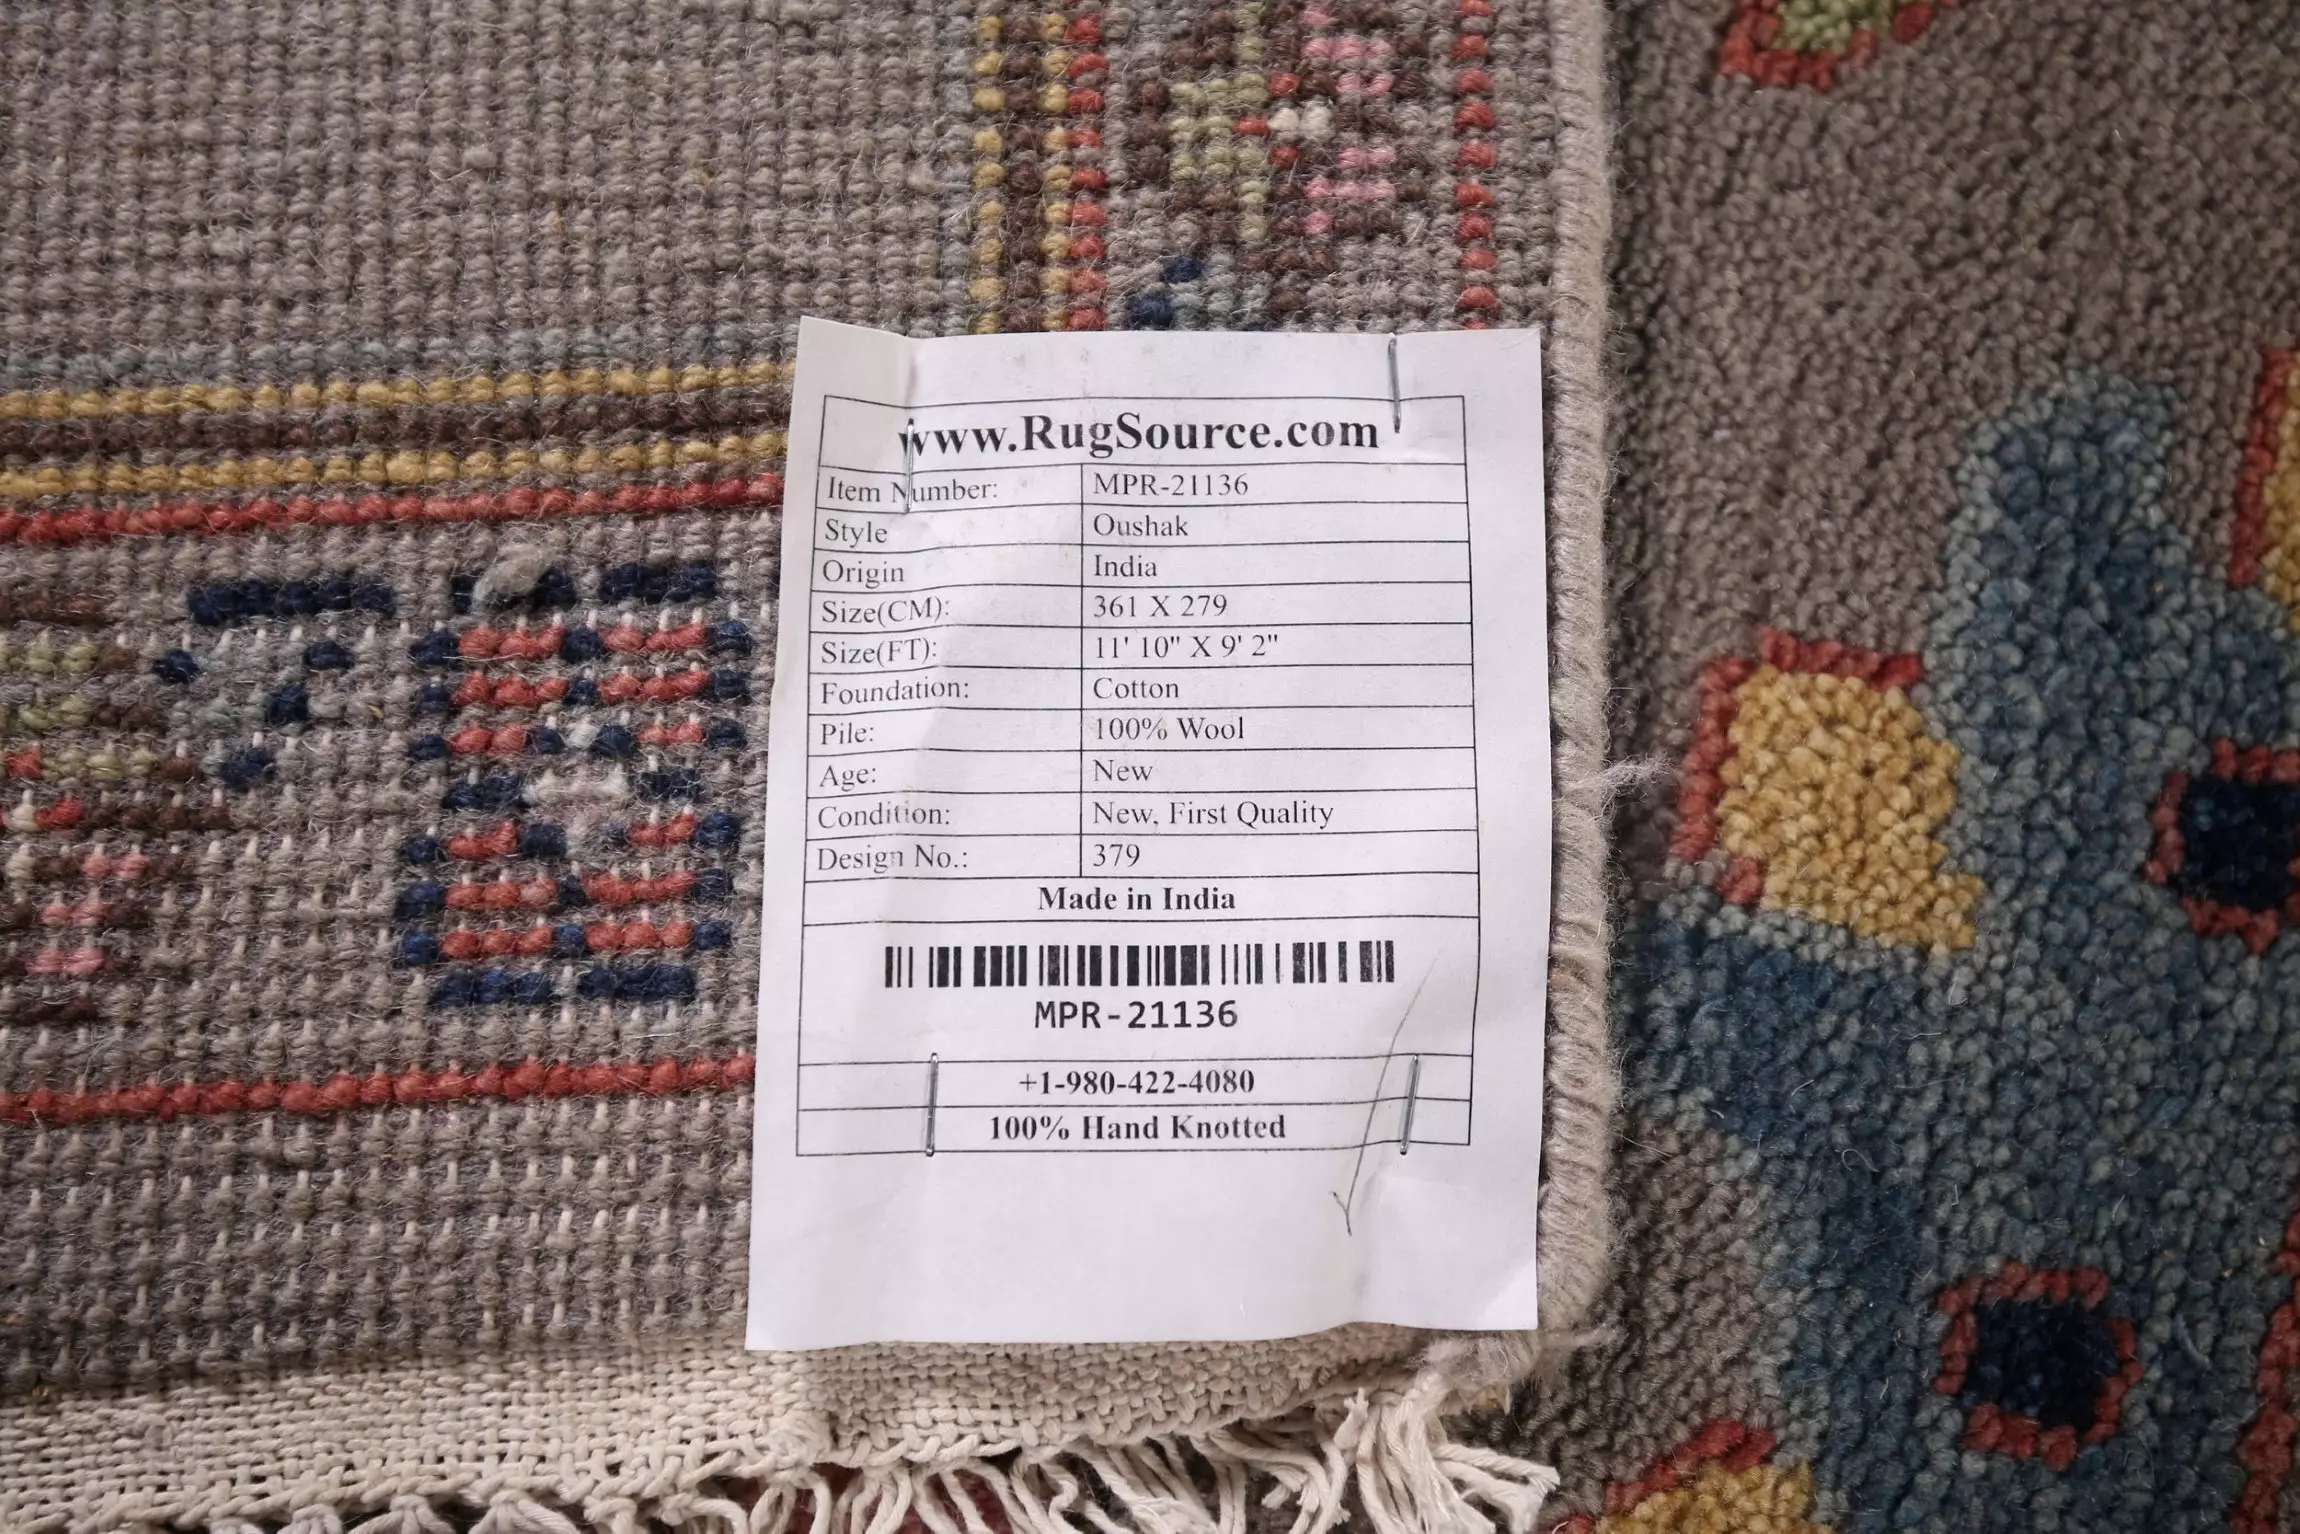 www.RugSource.com
Item Number: MPR-21136
Style Oushak
Origin India
Size(CM): 361 X 279
Size(FT): 11' 10" X 9' 2"
Foundation: Cotton
Pile: 100% Wool
Age: New
Condition: New, First Quality
Design No.: 379
Made in India
MPR-21136
+1-980-422-4080
100% Hand Knotted